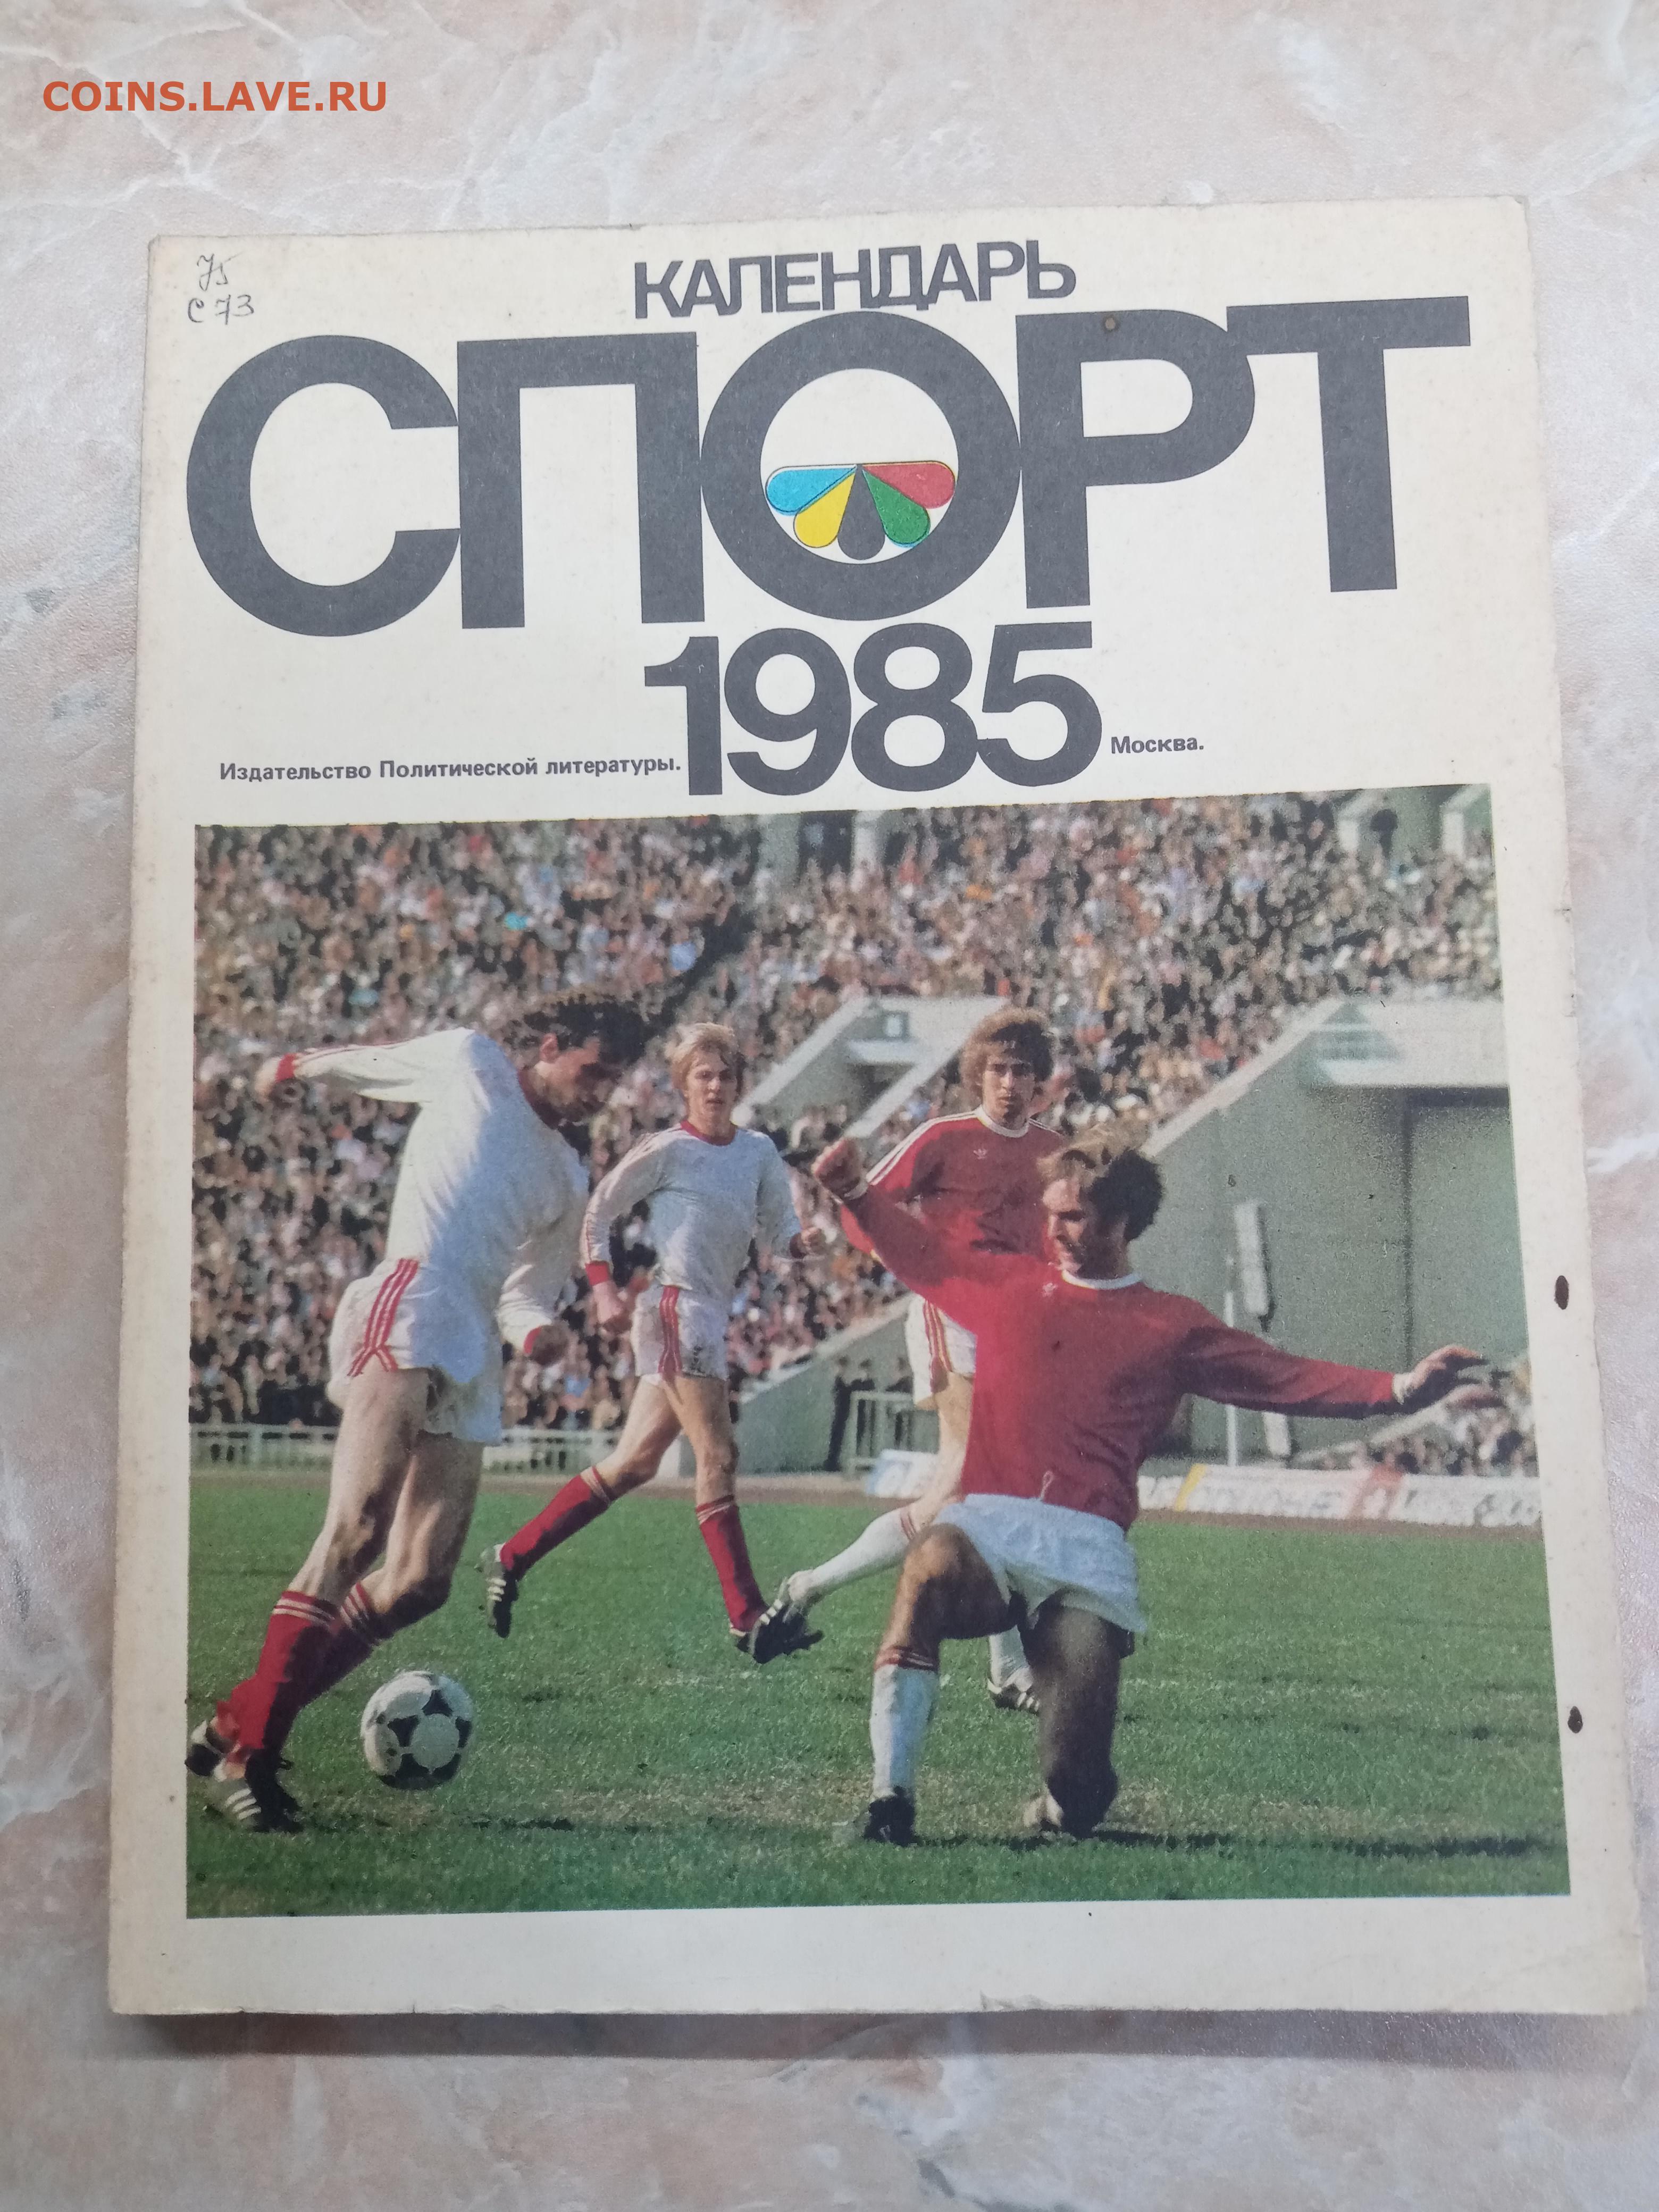 COINS.LAVE.RU
75
С 73
КАЛЕНДАРЬ
СПОРТ
1985
Издательство Политической литературы. Москва.